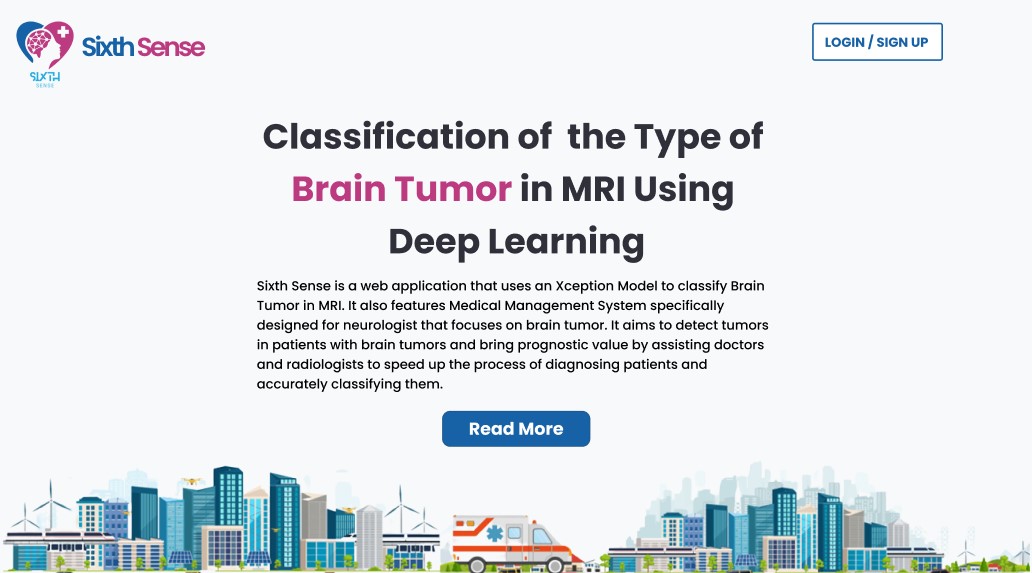 Sixth Sense
SIXTH
SENSE
LOGIN / SIGN UP
Classification of the Type of
Brain Tumor in MRI Using
Deep Learning
Sixth Sense is a web application that uses an Xception Model to classify Brain
Tumor in MRI. It also features Medical Management System specifically
designed for neurologist that focuses on brain tumor. It aims to detect tumors
in patients with brain tumors and bring prognostic value by assisting doctors
and radiologists to speed up the process of diagnosing patients and
accurately classifying them.
Read More